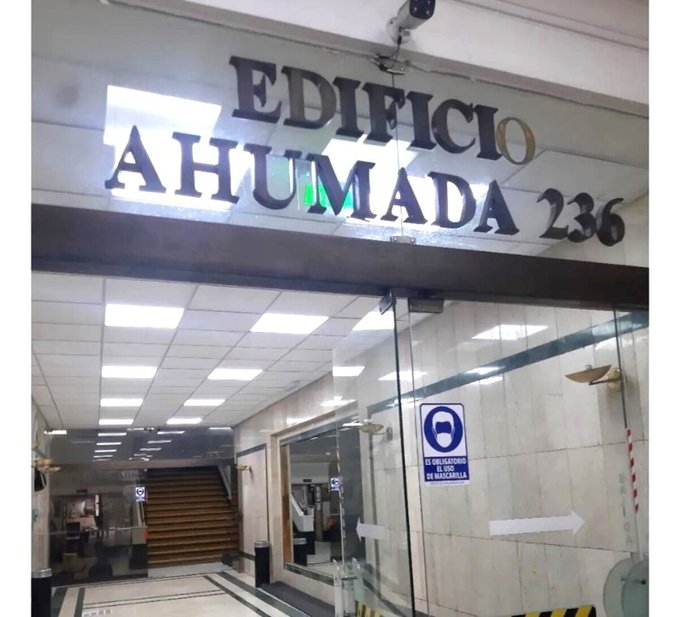 EDIFICIO
AHUMADA 236
ES OBLIGATORIO
EL USO
DE MASCARILLA